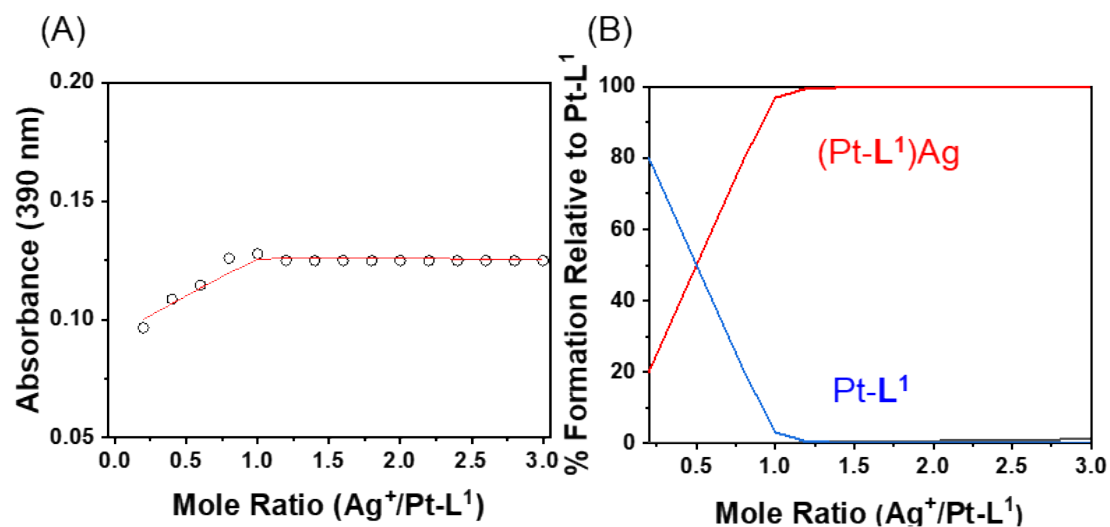 (A)
Absorbance (390 nm)
0.20
0.15
0.10
0.05
0.0 0.5 1.0 1.5 2.0 2.5 3.0
Mole Ratio (Ag⁺/Pt-L¹)
(B)
% Formation Relative to Pt-L¹
100
80
60
40
20
0
(Pt-L¹)Ag
Pt-L¹
0.5 1.0 1.5 2.0 2.5 3.0
Mole Ratio (Ag⁺/Pt-L¹)